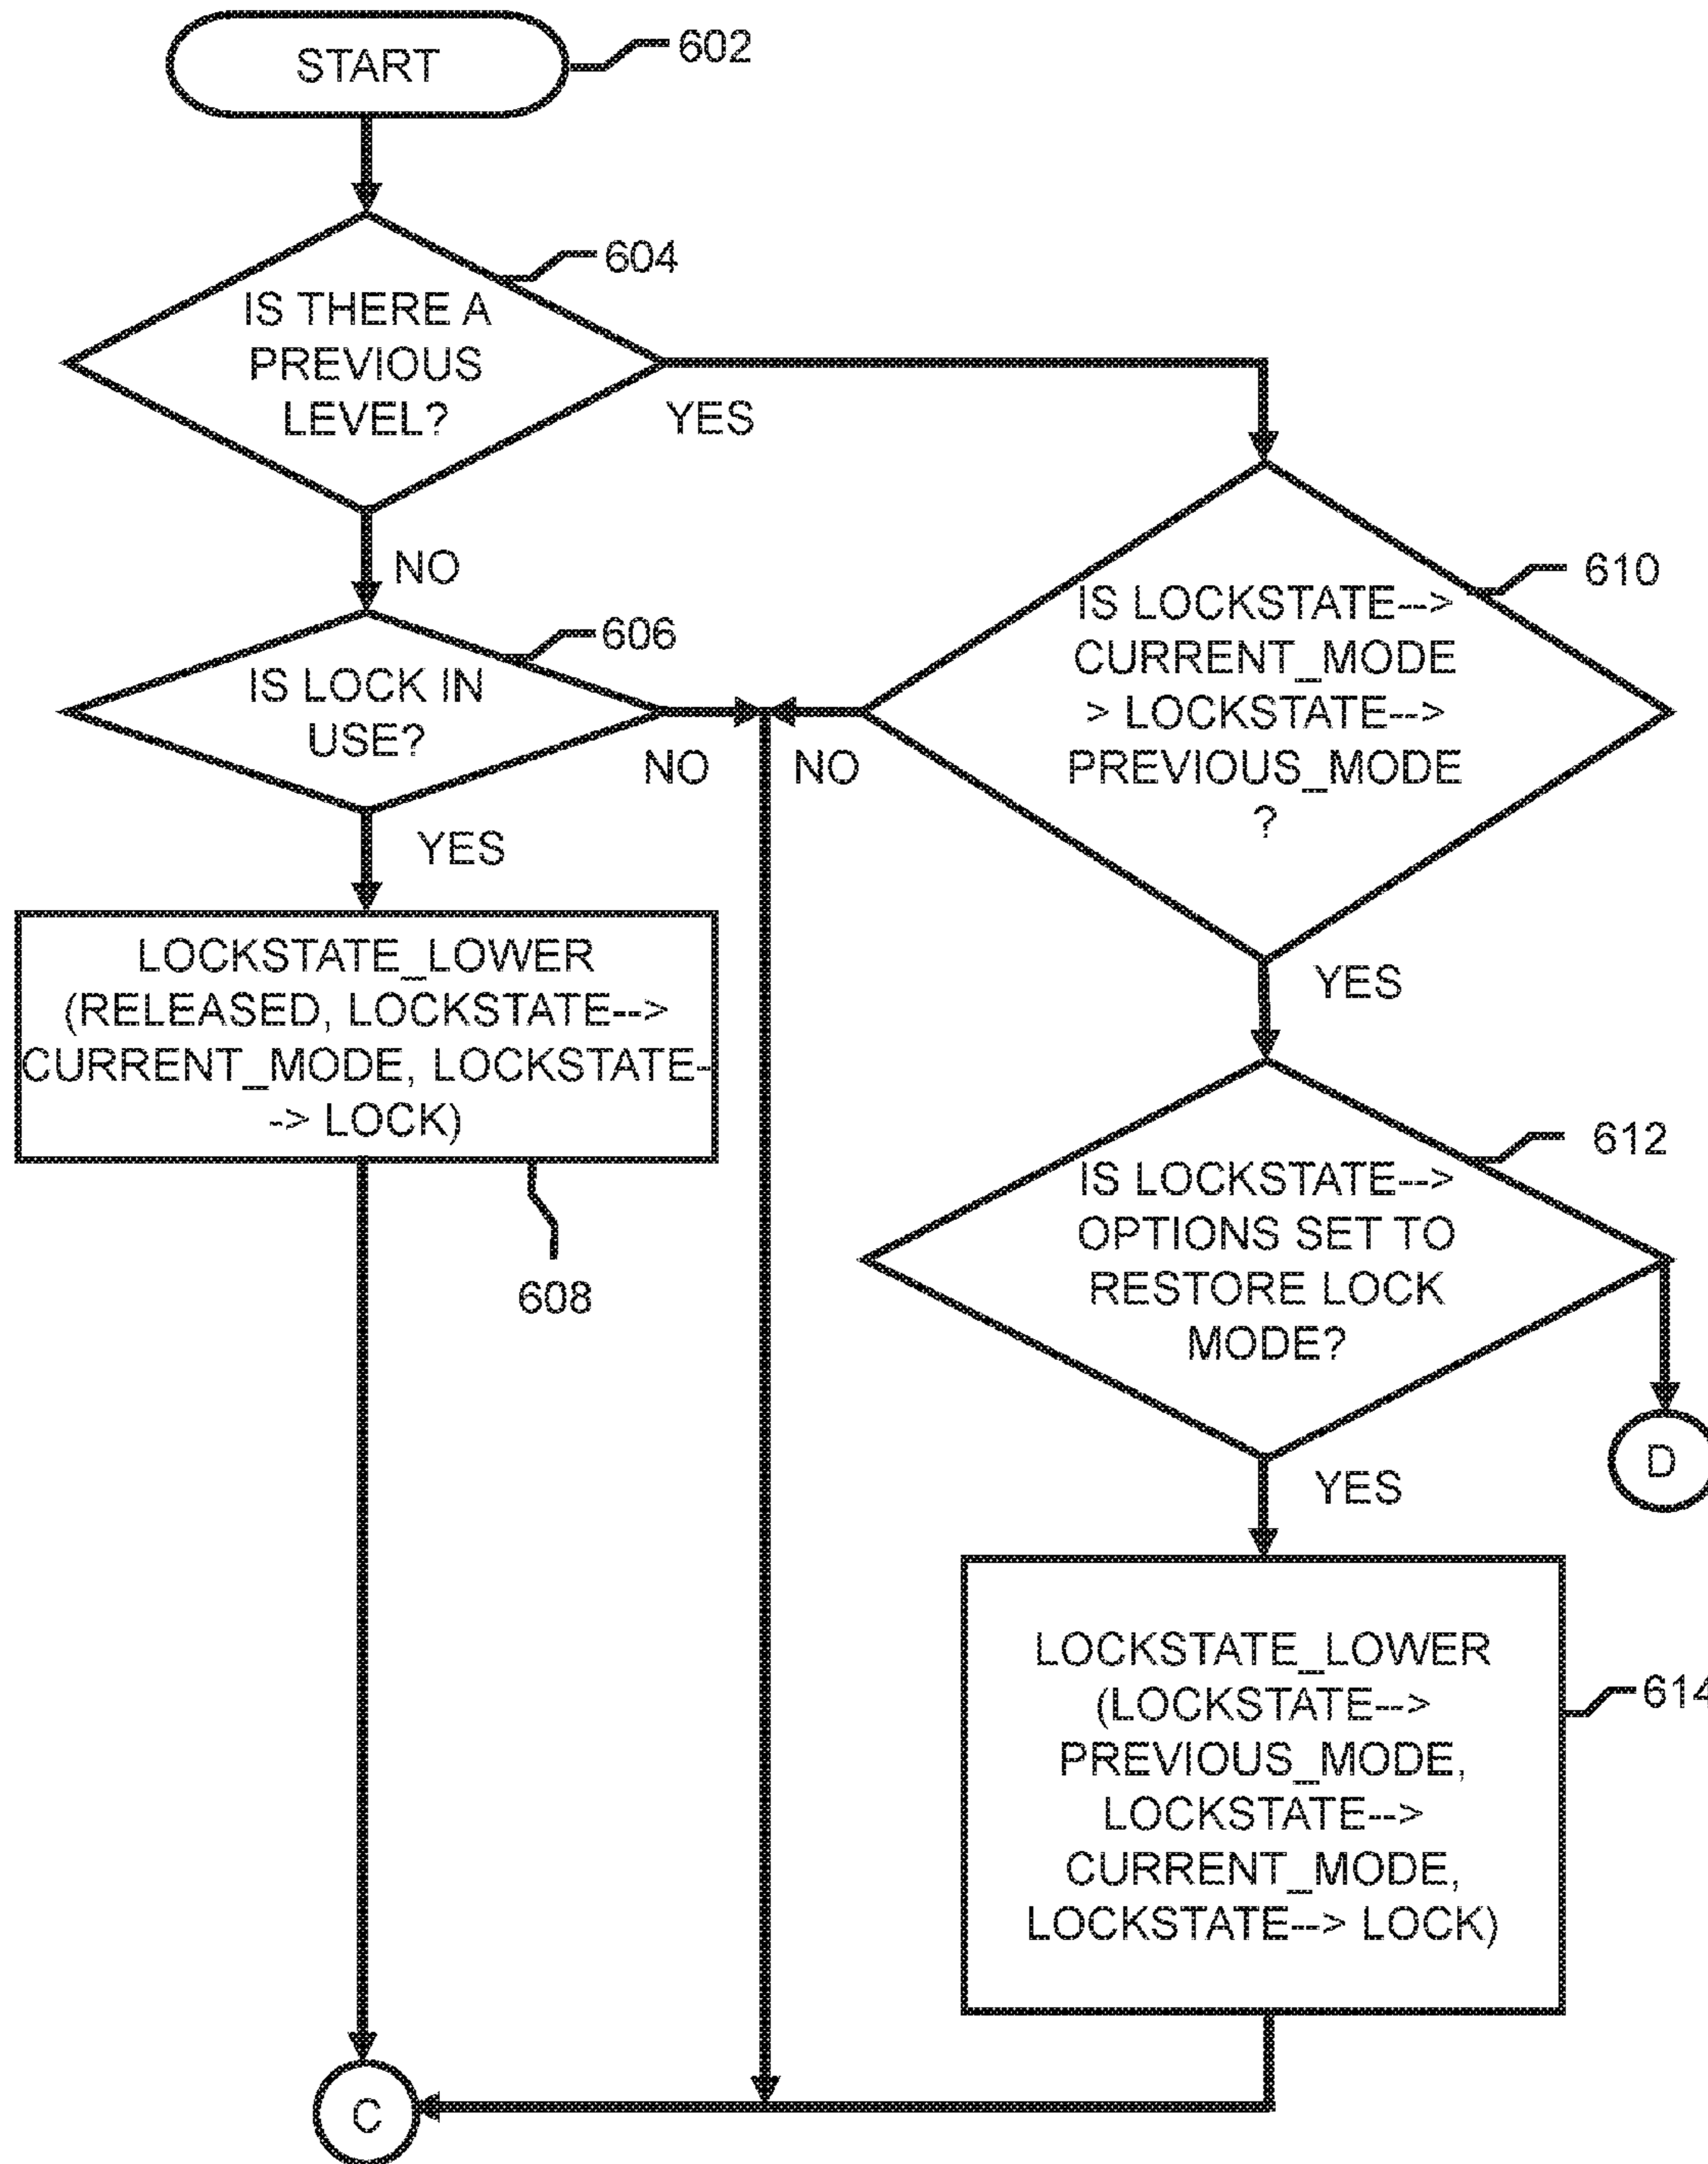 START
602
604
IS THERE A
PREVIOUS
LEVEL?
YES
NO
606
IS LOCK IN
USE?
NO
YES
LOCKSTATE_LOWER
(RELEASED, LOCKSTATE-->
CURRENT_MODE, LOCKSTATE-
-> LOCK)
608
610
IS LOCKSTATE-->
CURRENT_MODE
> LOCKSTATE-->
PREVIOUS_MODE
?
NO
YES
612
IS LOCKSTATE-->
OPTIONS SET TO
RESTORE LOCK
MODE?
D
YES
LOCKSTATE_LOWER
(LOCKSTATE-->
PREVIOUS_MODE,
LOCKSTATE-->
CURRENT_MODE,
LOCKSTATE--> LOCK)
614
C